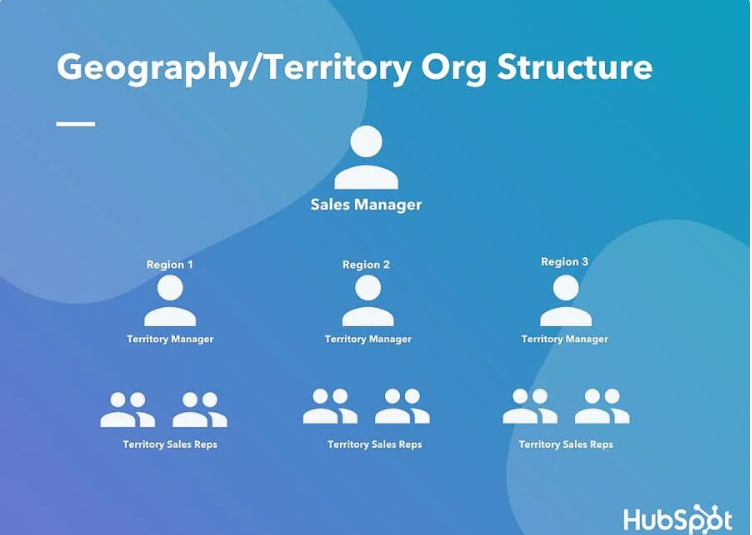 Geography/Territory Org Structure
Sales Manager
Region 1
Region 2
Region 3
Territory Manager
Territory Manager
Territory Manager
Territory Sales Reps
Territory Sales Reps
Territory Sales Reps
HubSpot